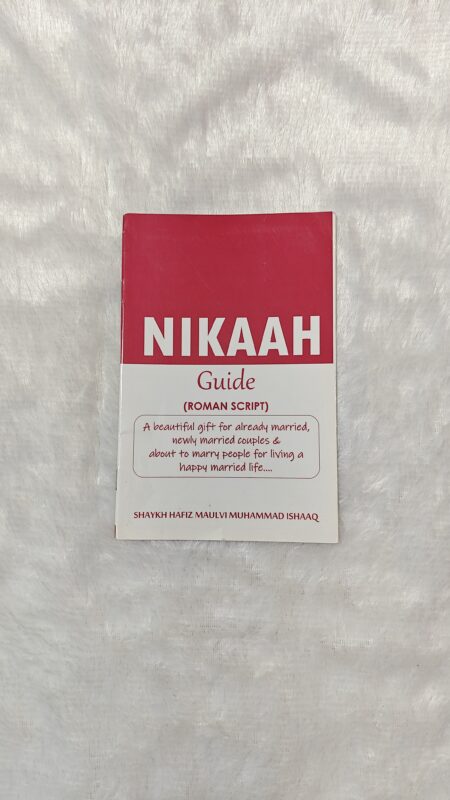 NIKAAH
Guide
(ROMAN SCRIPT)
A beautiful gift for already married,
newly married couples &
about to marry people for living a
happy married life....
SHAYKH HAFIZ MAULVI MUHAMMAD ISHAAQ